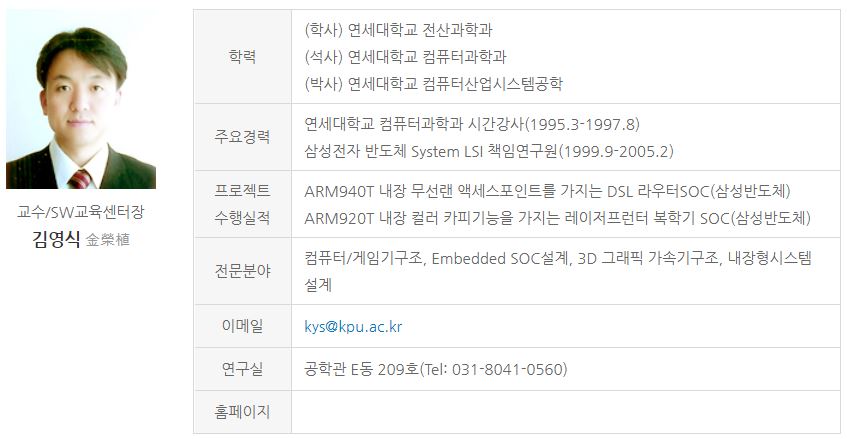 교수/SW교육센터장
김영식 金榮植
학력
(학사) 연세대학교 전산과학과
(석사) 연세대학교 컴퓨터과학과
(박사) 연세대학교 컴퓨터산업시스템공학
주요경력
연세대학교 컴퓨터과학과 시간강사(1995.3-1997.8)
삼성전자 반도체 System LSI 책임연구원(1999.9-2005.2)
프로젝트
수행실적
ARM940T 내장 무선랜 액세스포인트를 가지는 DSL 라우터SOC(삼성반도체)
ARM920T 내장 컬러 카피기능을 가지는 레이저프런터 복학기 SOC(삼성반도체)
전문분야
컴퓨터/게임기구조, Embedded SOC설계, 3D 그래픽 가속기구조, 내장형시스템
설계
이메일
kys@kpu.ac.kr
연구실
공학관 E동 209호(Tel: 031-8041-0560)
홈페이지